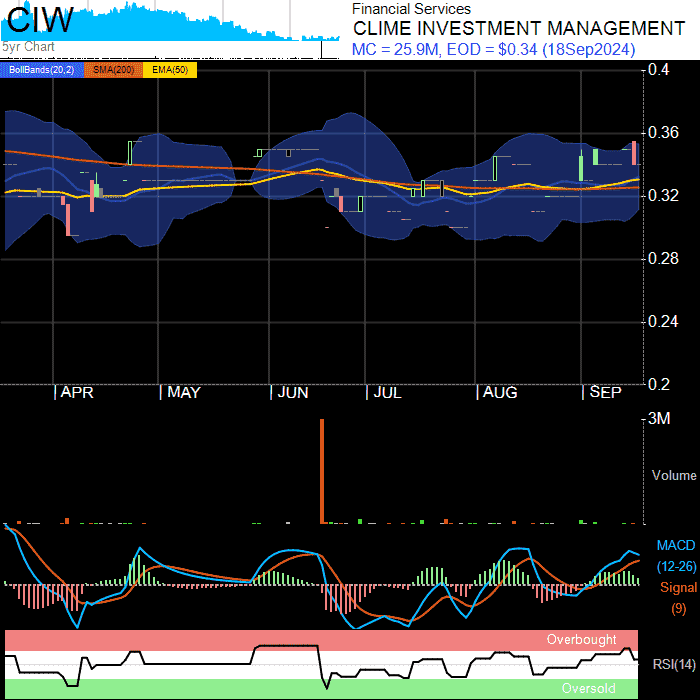 CIW
5yr Chart
Financial Services
CLIME INVESTMENT MANAGEMENT
MC = 25.9M, EOD = $0.34 (18Sep2024)
BollBands(20,2) SMA(200) EMA(50)
0.4
0.36
0.32
0.28
0.24
0.2
APR MAY JUN JUL AUG SEP
3M
Volume
MACD
(12-26)
Signal
(9)
Overbought
RSI(14)
Oversold